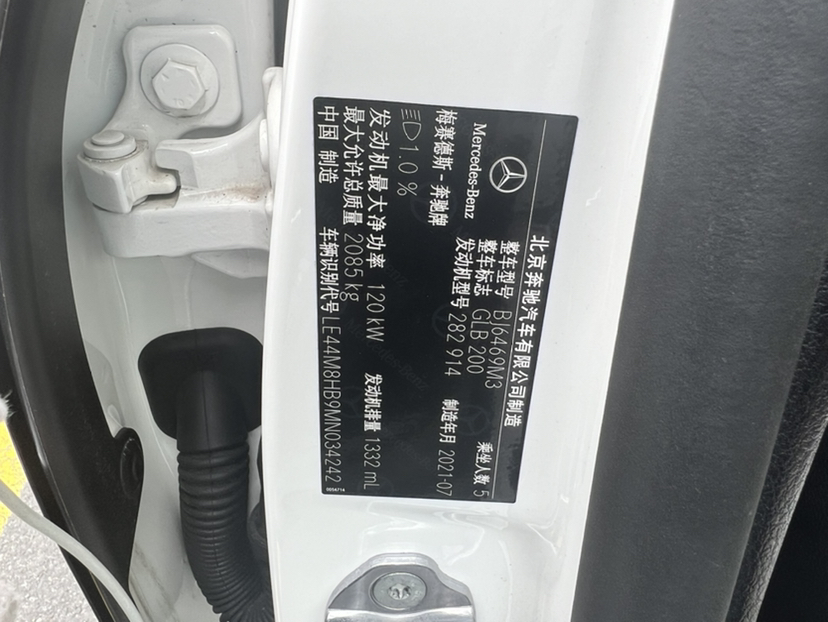 北京奔驰汽车有限公司制造
Mercedes-Benz
整车型号 BJ6469M3 乘坐人数 5
整车标志 GLB 200
梅赛德斯-奔驰牌 发动机型号 282 914 制造年月 2021-07
1.0 %
发动机最大净功率 120 kW 发动机排量 1332 mL
最大允许总质量 2085 kg
中国 制造 车辆识别代号 LE44M8HB9MN034242